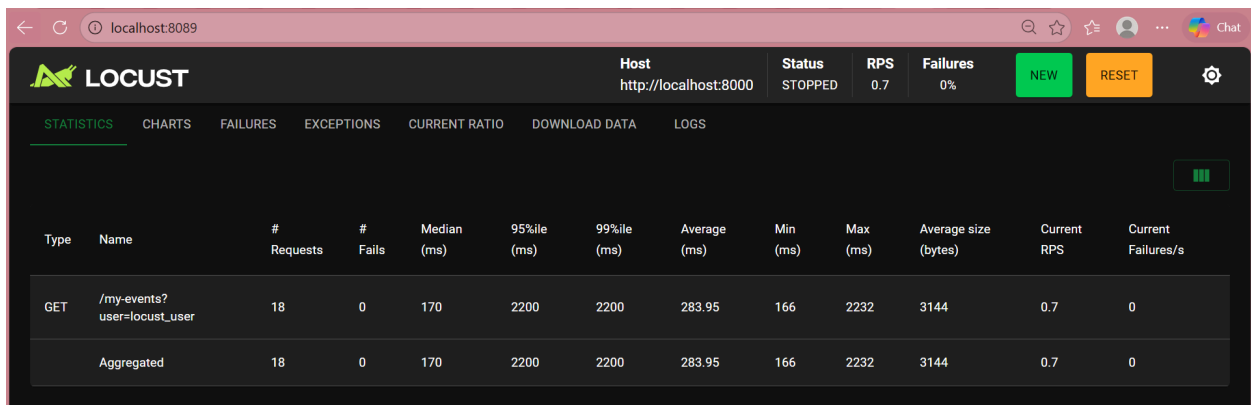 localhost:8089
Chat
LOCUST
Host
http://localhost:8000
Status
STOPPED
RPS
0.7
Failures
0%
NEW
RESET
STATISTICS CHARTS FAILURES EXCEPTIONS CURRENT RATIO DOWNLOAD DATA LOGS
Type Name # Requests # Fails Median (ms) 95%ile (ms) 99%ile (ms) Average (ms) Min (ms) Max (ms) Average size (bytes) Current RPS Current Failures/s
GET /my-events?user=locust_user 18 0 170 2200 2200 283.95 166 2232 3144 0.7 0
Aggregated 18 0 170 2200 2200 283.95 166 2232 3144 0.7 0